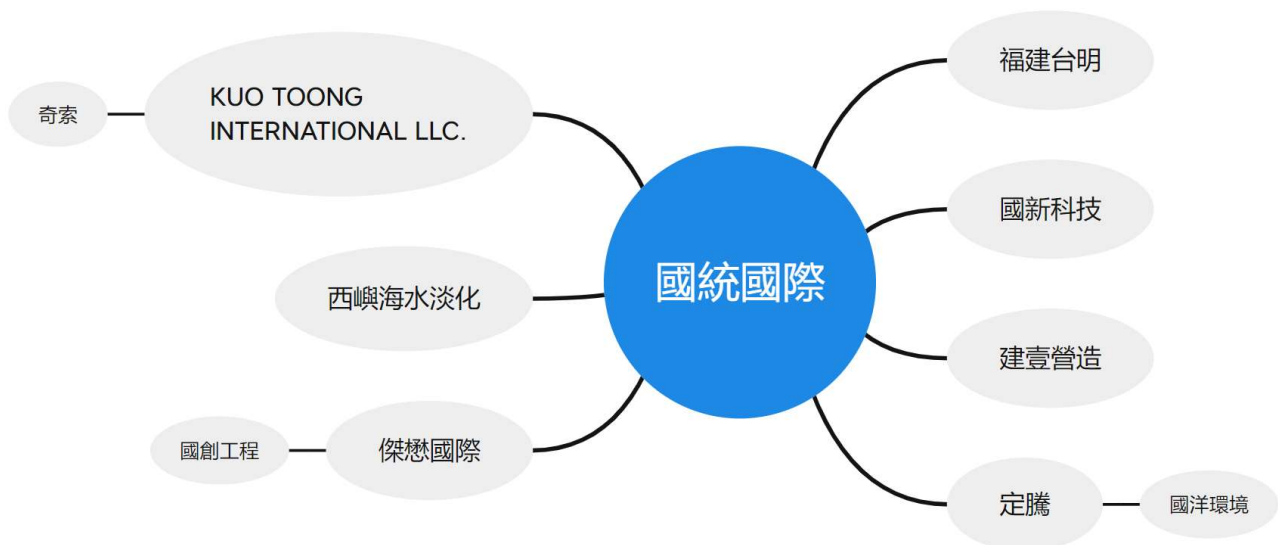 福建台明
KUO TOONG
INTERNATIONAL LLC.
奇索
國新科技
國統國際
西嶼海水淡化
建壹營造
傑懋國際
國創工程
定騰
國洋環境